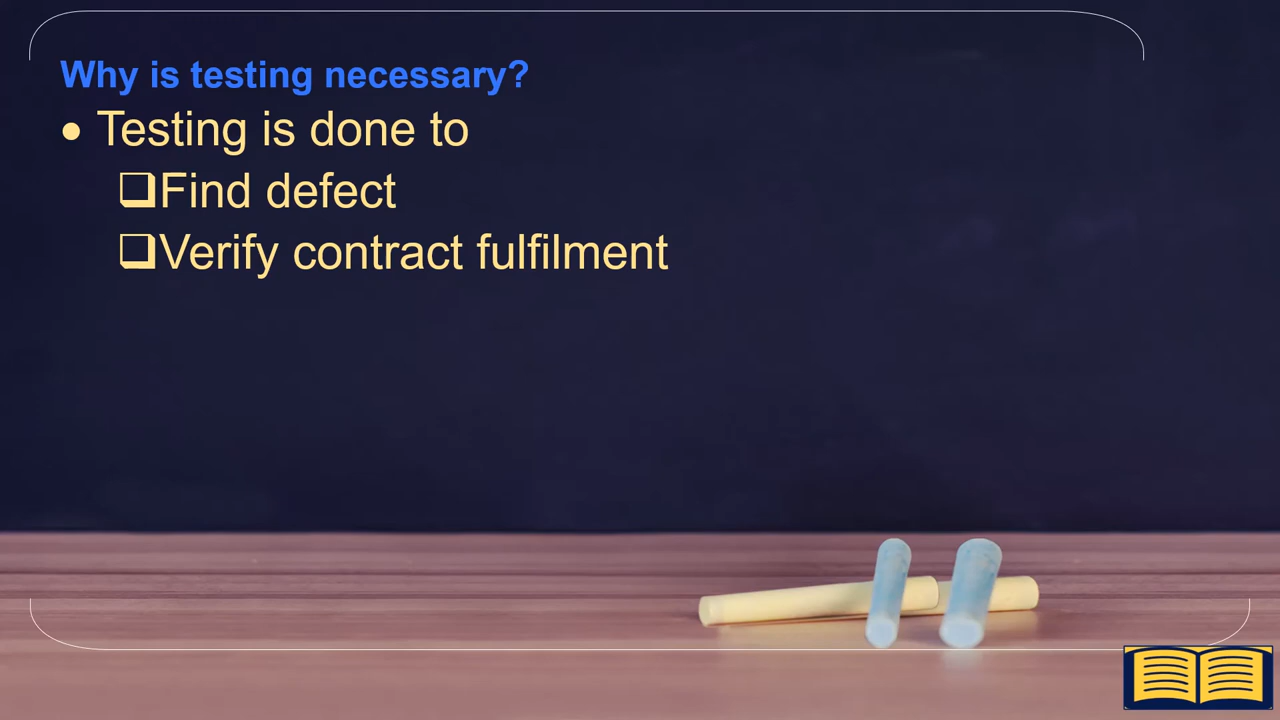 Why is testing necessary?
• Testing is done to
❑Find defect
❑Verify contract fulfilment